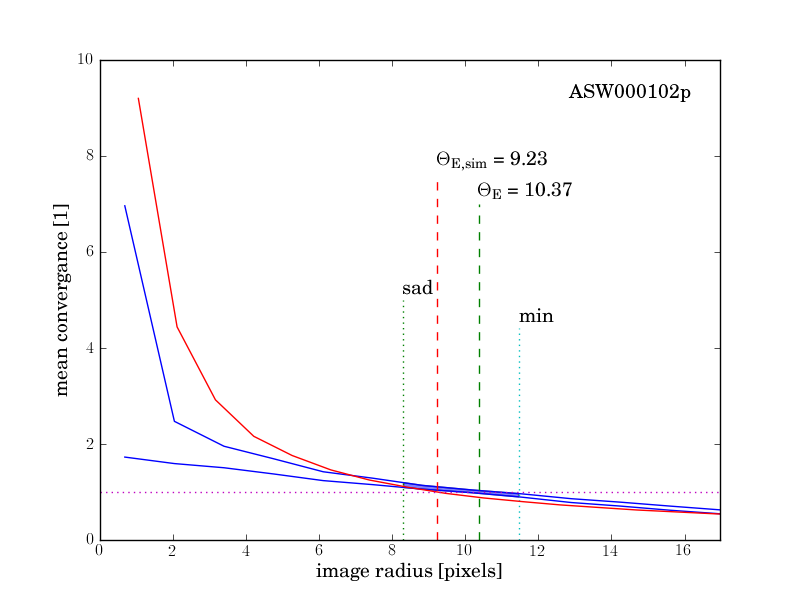 10
ASW000102p
Θ_E,sim = 9.23
8
Θ_E = 10.37
6
mean convergance [1]
sad
min
4
2
0
0 2 4 6 8 10 12 14 16
image radius [pixels]